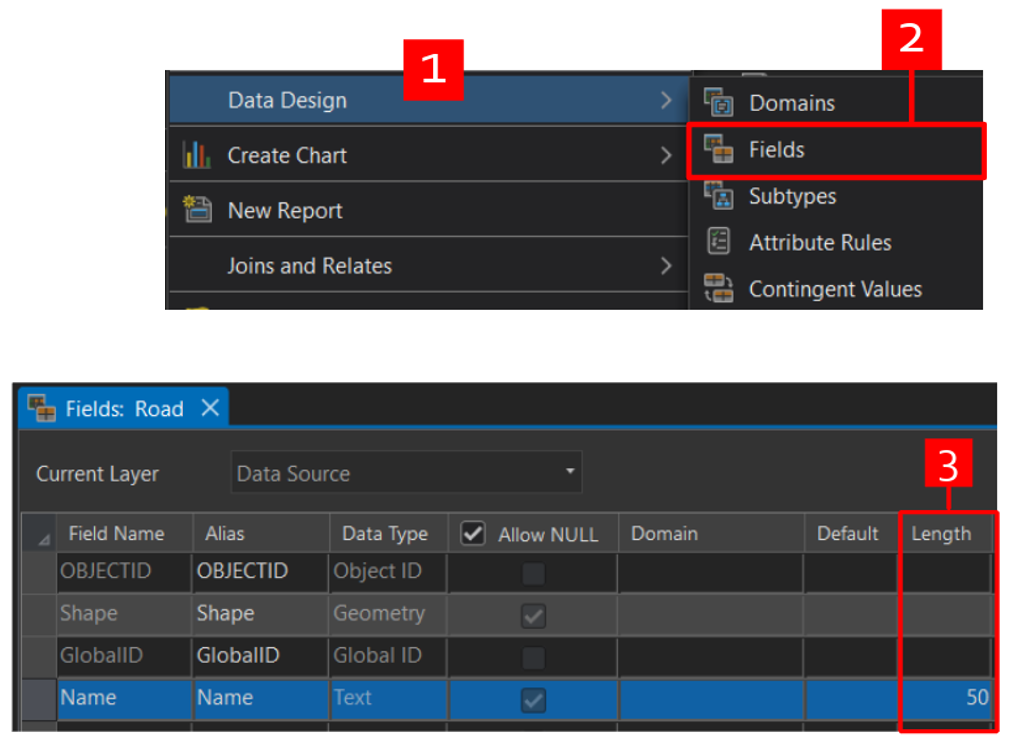 1
2
Data Design
Domains
Fields
Create Chart
Subtypes
New Report
Attribute Rules
Joins and Relates
Contingent Values
Fields: Road
Current Layer Data Source
3
Field Name Alias Data Type Allow NULL Domain Default Length
OBJECTID OBJECTID Object ID
Shape Shape Geometry
GlobalID GlobalID Global ID
Name Name Text 50